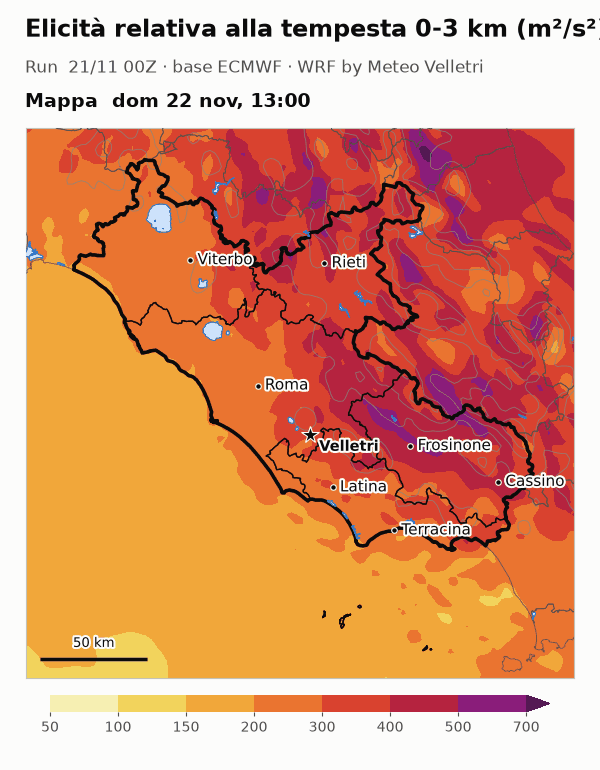 Elicità relativa alla tempesta 0-3 km (m²/s²)
Run 21/11 00Z · base ECMWF · WRF by Meteo Velletri
Mappa dom 22 nov, 13:00
Viterbo
Rieti
Roma
Velletri
Frosinone
Latina
Cassino
Terracina
50 km
50 100 150 200 300 400 500 700